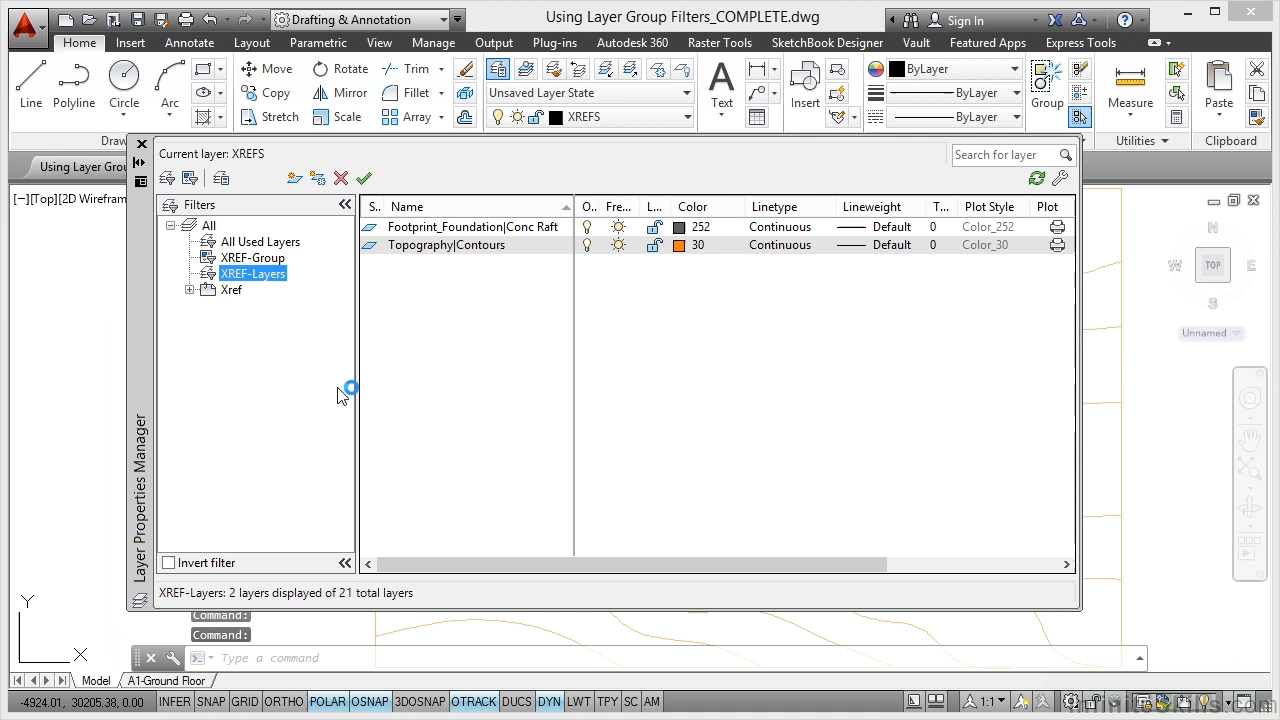 Drafting & Annotation
Using Layer Group Filters_COMPLETE.dwg
Sign In
Home Insert Annotate Layout Parametric View Manage Output Plug-ins Autodesk 360 Raster Tools SketchBook Designer Vault Featured Apps Express Tools
Line Polyline Circle Arc
Move Rotate Trim
Copy Mirror Fillet
Stretch Scale Array
Unsaved Layer State
XREFS
Text
Insert
ByLayer
ByLayer
ByLayer
Group
Measure
Paste
Utilities
Clipboard
Using Layer Grou
[−][Top][2D Wirefram
Current layer: XREFS
Search for layer
Filters
All
All Used Layers
XREF-Group
XREF-Layers
Xref
S.. Name O.. Fre... L... Color Linetype Lineweight T... Plot Style Plot
Footprint_Foundation|Conc Raft 252 Continuous Default 0 Color_252
Topography|Contours 30 Continuous Default 0 Color_30
Invert filter
XREF-Layers: 2 layers displayed of 21 total layers
Layer Properties Manager
N
W TOP E
S
Unnamed
Command:
Command:
Type a command
Y
X
Model A1-Ground Floor
-4924.01, 30205.38, 0.00 INFER SNAP GRID ORTHO POLAR OSNAP 3DOSNAP OTRACK DUCS DYN LWT TPY SC AM
1:1